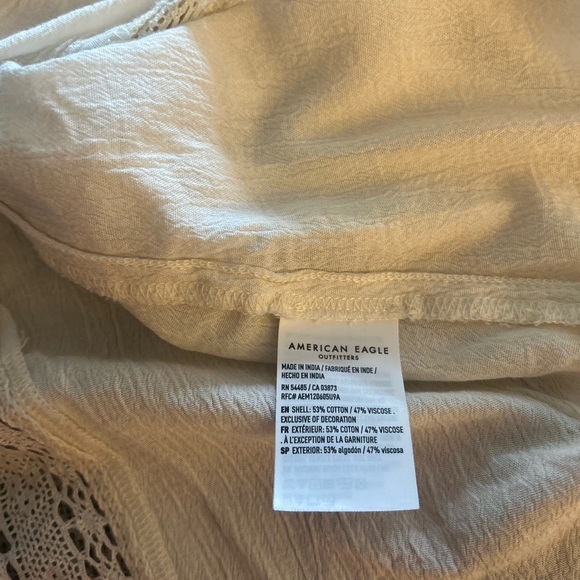 AMERICAN EAGLE
OUTFITTERS
MADE IN INDIA / FABRIQUÉ EN INDE /
HECHO EN INDIA
RN 54485 / CA 03873
RFC# AEM120605U9A
EN SHELL: 53% COTTON / 47% VISCOSE .
EXCLUSIVE OF DECORATION
FR EXTÉRIEUR: 53% COTON / 47% VISCOSE
. À L'EXCEPTION DE LA GARNITURE
SP EXTERIOR: 53% algodón / 47% viscosa